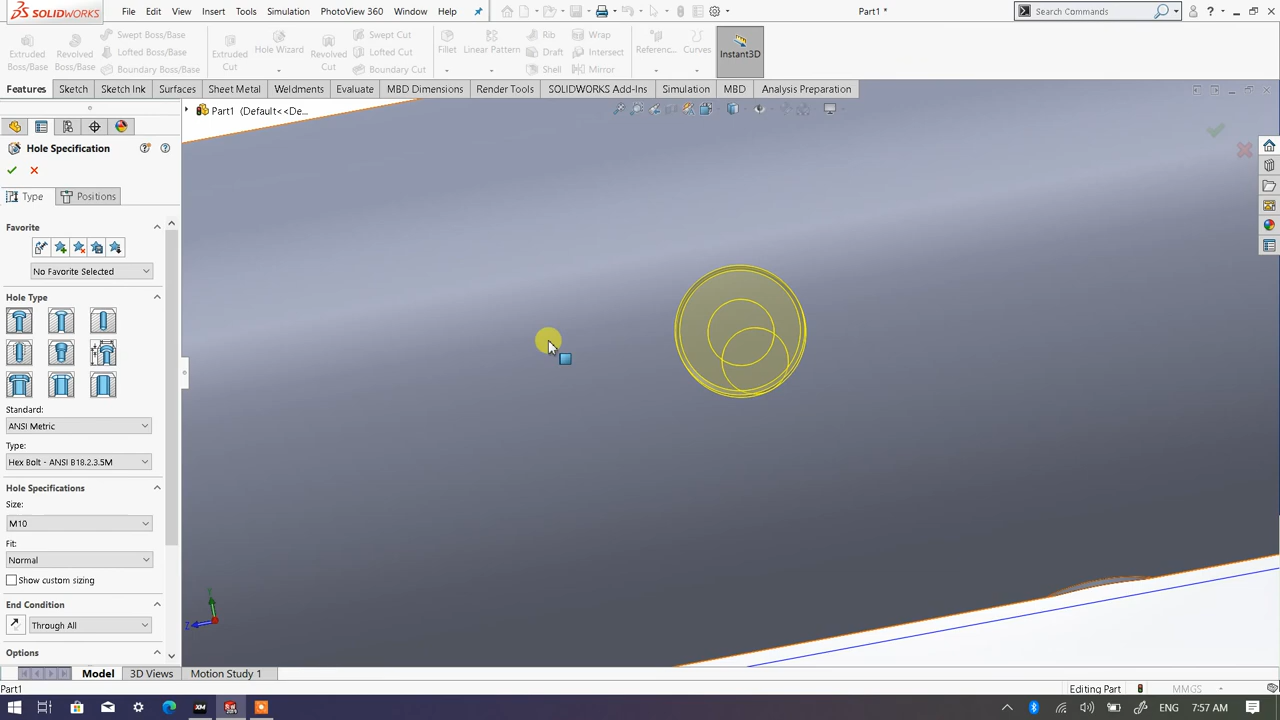 SOLIDWORKS File Edit View Insert Tools Simulation PhotoView 360 Window Help Part1 * Search Commands ?
Extruded Boss/Base
Revolved Boss/Base
Swept Boss/Base
Lofted Boss/Base
Boundary Boss/Base
Extruded Cut
Hole Wizard
Revolved Cut
Swept Cut
Lofted Cut
Boundary Cut
Fillet
Linear Pattern
Rib
Draft
Shell
Wrap
Intersect
Mirror
Referenc...
Curves
Instant3D
Features Sketch Sketch Ink Surfaces Sheet Metal Weldments Evaluate MBD Dimensions Render Tools SOLIDWORKS Add-Ins Simulation MBD Analysis Preparation
Part1 (Default<<De...
Hole Specification
Type Positions
Favorite
No Favorite Selected
Hole Type
Standard:
ANSI Metric
Type:
Hex Bolt - ANSI B18.2.3.5M
Hole Specifications
Size:
M10
Fit:
Normal
Show custom sizing
End Condition
Through All
Options
Y
Z
Model 3D Views Motion Study 1
Part1 Editing Part MMGS
XM ENG 7:57 AM